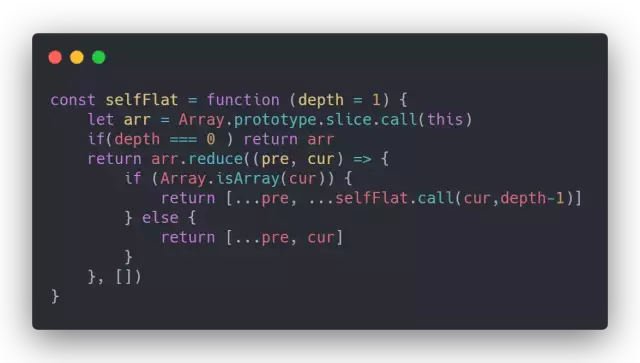 const selfFlat = function (depth = 1) {
    let arr = Array.prototype.slice.call(this)
    if(depth === 0 ) return arr
    return arr.reduce((pre, cur) => {
        if (Array.isArray(cur)) {
            return [...pre, ...selfFlat.call(cur,depth-1)]
        } else {
            return [...pre, cur]
        }
    }, [])
}